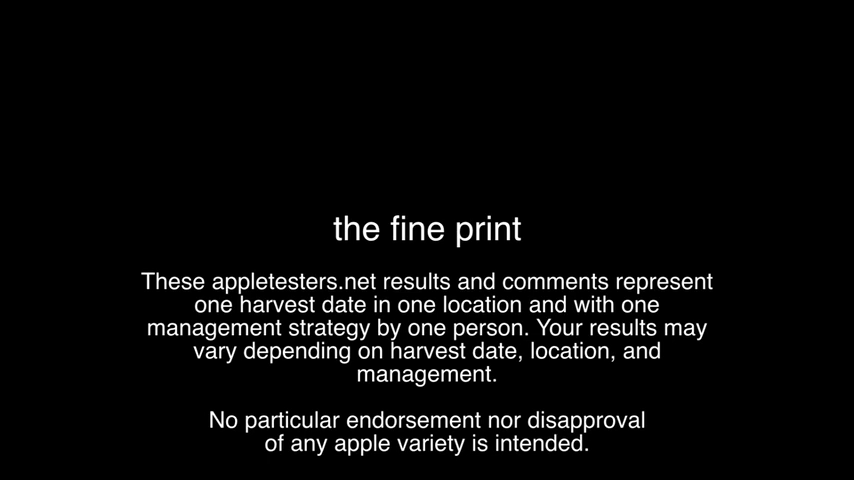 the fine print
These appletesters.net results and comments represent
one harvest date in one location and with one
management strategy by one person. Your results may
vary depending on harvest date, location, and
management.
No particular endorsement nor disapproval
of any apple variety is intended.